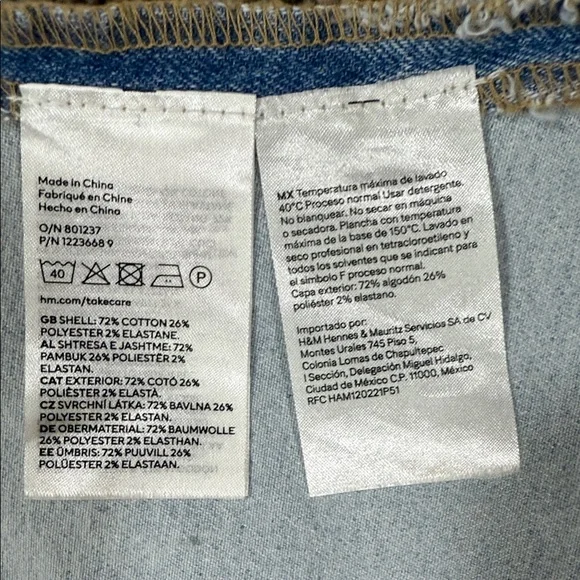 Made in China
Fabriqué en Chine
Hecho en China
O/N 801237
P/N 1223668 9
40
P
hm.com/takecare
GB SHELL: 72% COTTON 26%
POLYESTER 2% ELASTANE.
AL SHTRESA E JASHTME: 72%
PAMBUK 26% POLIESTËR 2%
ELASTAN.
CAT EXTERIOR: 72% COTÓ 26%
POLIÈSTER 2% ELASTÀ.
CZ SVRCHNÍ LÁTKA: 72% BAVLNA 26%
POLYESTER 2% ELASTAN.
DE OBERMATERIAL: 72% BAUMWOLLE
26% POLYESTER 2% ELASTHAN.
EE ÜMBRIS: 72% PUUVILL 26%
POLÜESTER 2% ELASTAAN.
MX Temperatura máxima de lavado
40°C Proceso normal Usar detergente.
No blanquear. No secar en máquina
o secadora. Plancha con temperatura
máxima de la base de 150°C. Lavado en
seco profesional en tetracloroetileno y
todos los solventes que se indican para
el símbolo F proceso normal.
Capa exterior: 72% algodón 26%
poliéster 2% elastano.
Importado por:
H&M Hennes & Mauritz Servicios SA de CV
Montes Urales 745 Piso 5,
Colonia Lomas de Chapultepec
I Sección, Delegación Miguel Hidalgo,
Ciudad de México C.P. 11000, México
RFC HAM120221P51